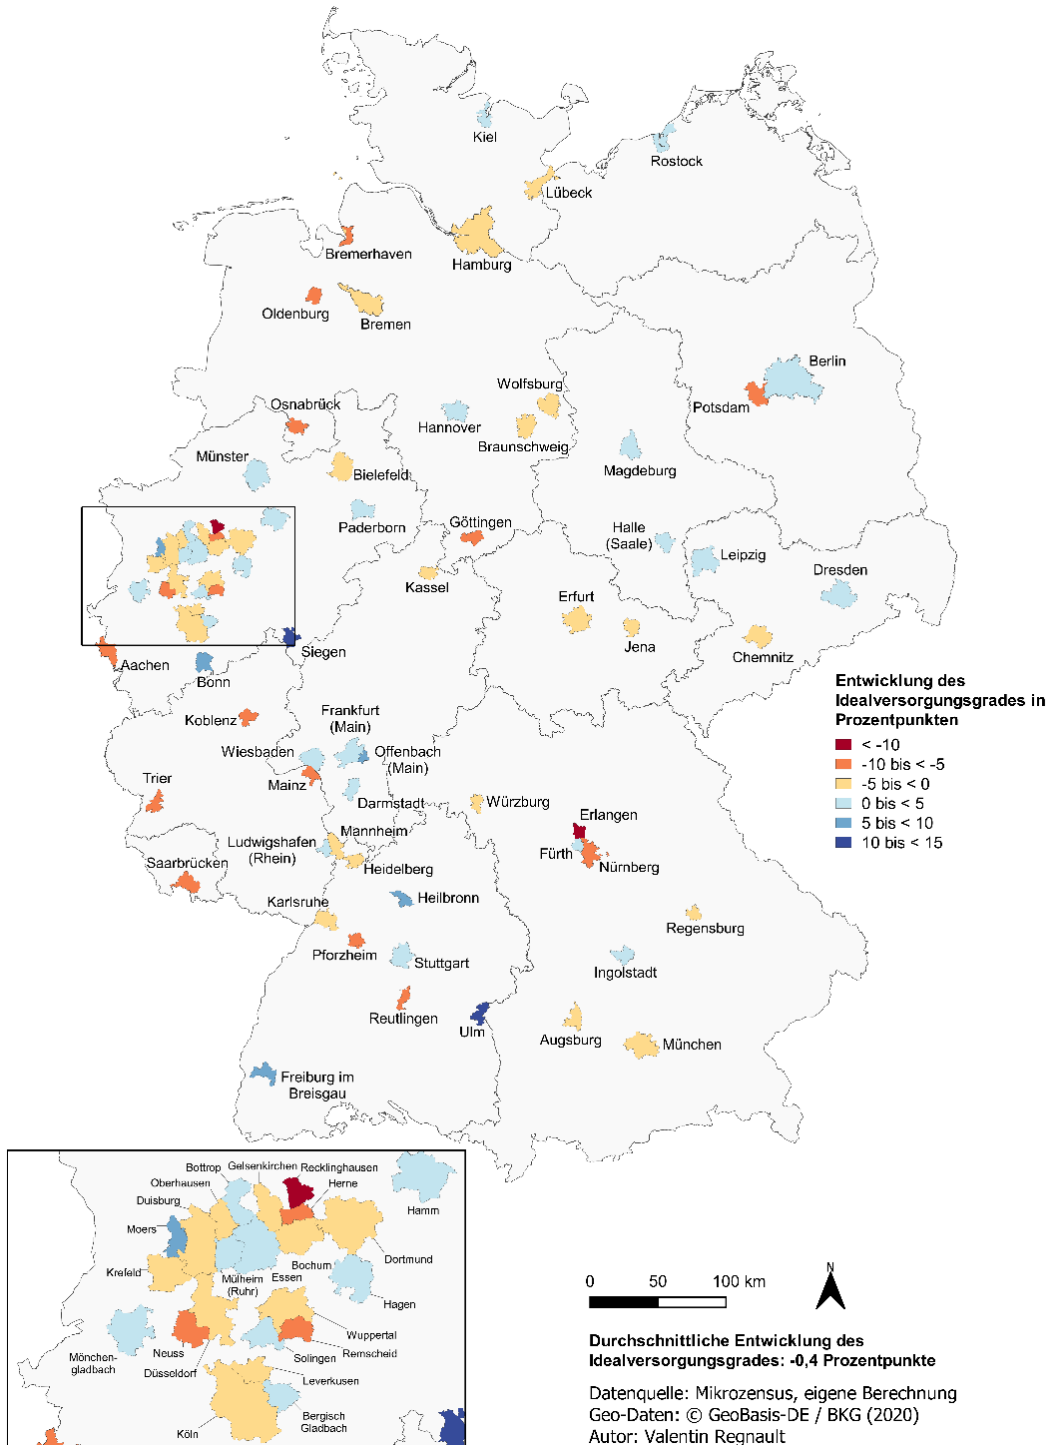 Kiel
Rostock
Lübeck
Hamburg
Bremerhaven
Oldenburg
Bremen
Berlin
Potsdam
Wolfsburg
Hannover
Braunschweig
Osnabrück
Magdeburg
Münster
Bielefeld
Paderborn
Göttingen
Halle
(Saale)
Leipzig
Dresden
Kassel
Erfurt
Jena
Chemnitz
Siegen
Aachen
Bonn
Koblenz
Frankfurt
(Main)
Wiesbaden
Offenbach
(Main)
Mainz
Darmstadt
Trier
Würzburg
Erlangen
Fürth
Nürnberg
Mannheim
Ludwigshafen
(Rhein)
Heidelberg
Saarbrücken
Karlsruhe
Heilbronn
Regensburg
Pforzheim
Stuttgart
Ingolstadt
Reutlingen
Ulm
Augsburg
München
Freiburg im
Breisgau
Entwicklung des
Idealversorgungsgrades in
Prozentpunkten
< -10
-10 bis < -5
-5 bis < 0
0 bis < 5
5 bis < 10
10 bis < 15
Bottrop
Gelsenkirchen
Recklinghausen
Oberhausen
Herne
Duisburg
Hamm
Moers
Dortmund
Krefeld
Mülheim
(Ruhr)
Essen
Bochum
Hagen
Mönchen-
gladbach
Neuss
Düsseldorf
Wuppertal
Remscheid
Solingen
Leverkusen
Bergisch
Gladbach
Köln
0 50 100 km
N
Durchschnittliche Entwicklung des
Idealversorgungsgrades: -0,4 Prozentpunkte
Datenquelle: Mikrozensus, eigene Berechnung
Geo-Daten: © GeoBasis-DE / BKG (2020)
Autor: Valentin Regnault